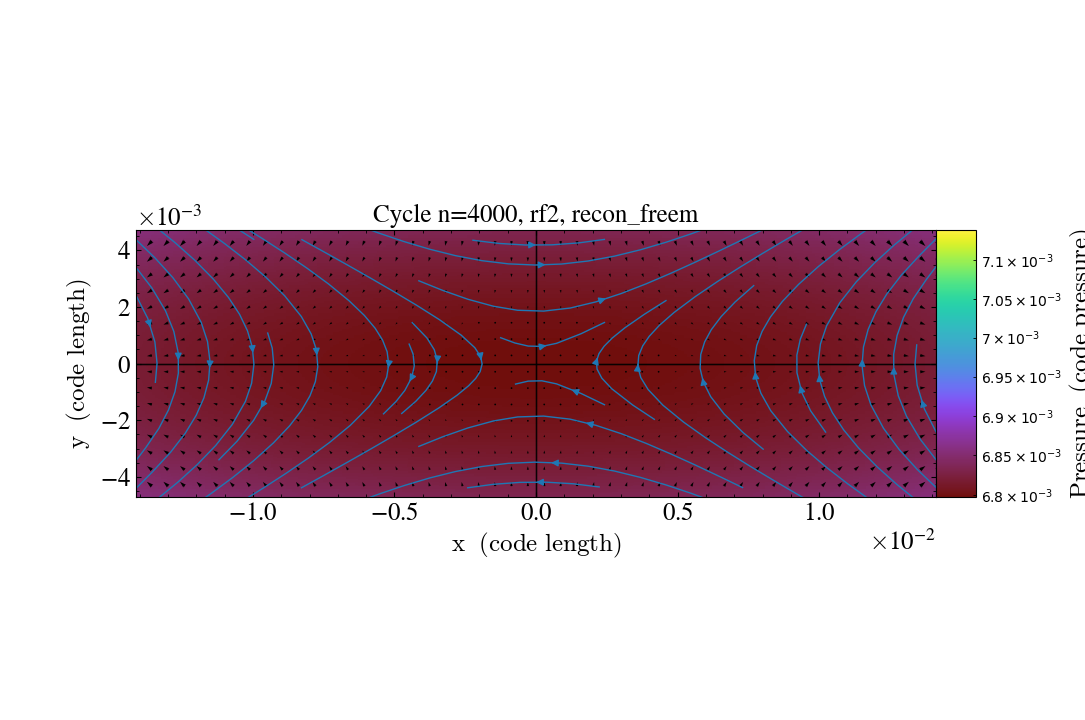 Cycle n=4000, rf2, recon_freem
×10⁻³
4
2
0
−2
−4
y (code length)
−1.0
−0.5
0.0
0.5
1.0
×10⁻²
x (code length)
7.1 × 10⁻³
7.05 × 10⁻³
7 × 10⁻³
6.95 × 10⁻³
6.9 × 10⁻³
6.85 × 10⁻³
6.8 × 10⁻³
Pressure (code pressure)